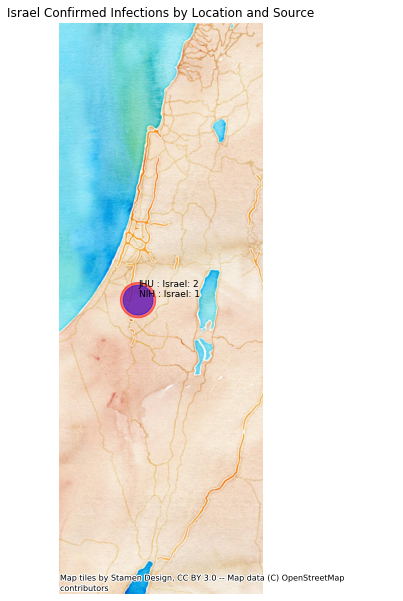 Israel Confirmed Infections by Location and Source
JHU : Israel: 2
NIH : Israel: 1
Map tiles by Stamen Design, CC BY 3.0 -- Map data (C) OpenStreetMap
contributors